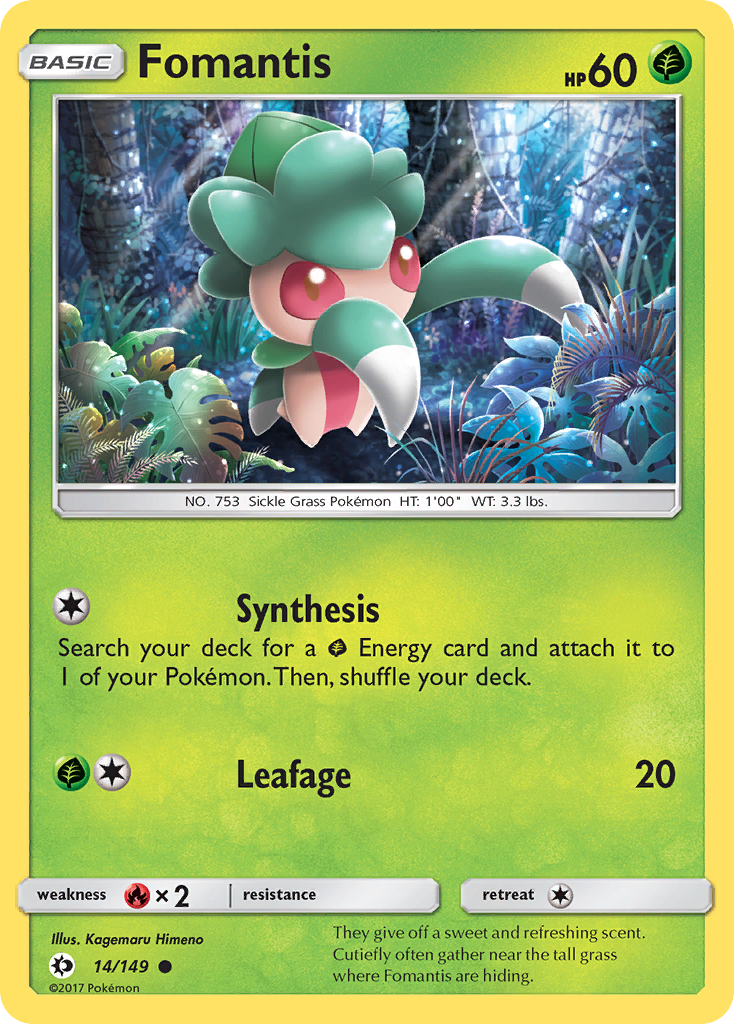 BASIC Fomantis HP60
NO. 753 Sickle Grass Pokémon HT: 1'00" WT: 3.3 lbs.
Synthesis
Search your deck for a Energy card and attach it to
1 of your Pokémon. Then, shuffle your deck.
Leafage 20
weakness × 2 resistance retreat
Illus. Kagemaru Himeno
14/149
©2017 Pokémon
They give off a sweet and refreshing scent.
Cutiefly often gather near the tall grass
where Fomantis are hiding.